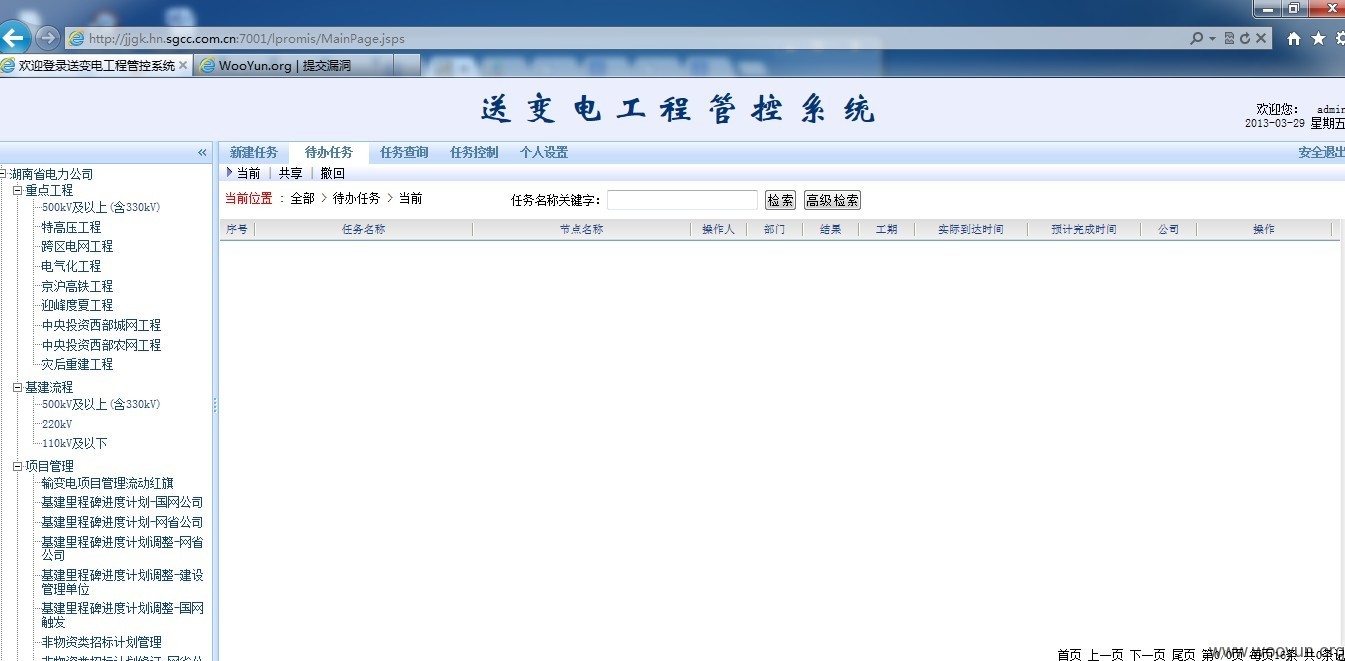 http://jjgk.hn.sgcc.com.cn:7001/lpromis/MainPage.jsps
欢迎登录送变电工程管控系统
WooYun.org | 提交漏洞
送变电工程管控系统
欢迎您: admin
2013-03-29 星期五
«
新建任务 待办任务 任务查询 任务控制 个人设置 安全退出
当前 | 共享 | 撤回
当前位置 : 全部 > 待办任务 > 当前 任务名称关键字: 检索 高级检索
序号 任务名称 节点名称 操作人 部门 结果 工期 实际到达时间 预计完成时间 公司 操作
湖南省电力公司
重点工程
500kV及以上(含330kV)
特高压工程
跨区电网工程
电气化工程
京沪高铁工程
迎峰度夏工程
中央投资西部城网工程
中央投资西部农网工程
灾后重建工程
基建流程
500kV及以上(含330kV)
220kV
110kV及以下
项目管理
输变电项目管理流动红旗
基建里程碑进度计划-国网公司
基建里程碑进度计划-网省公司
基建里程碑进度计划调整-网省
公司
基建里程碑进度计划调整-建设
管理单位
基建里程碑进度计划调整-国网
触发
非物资类招标计划管理
首页 上一页 下一页 尾页
www.wooyun.org